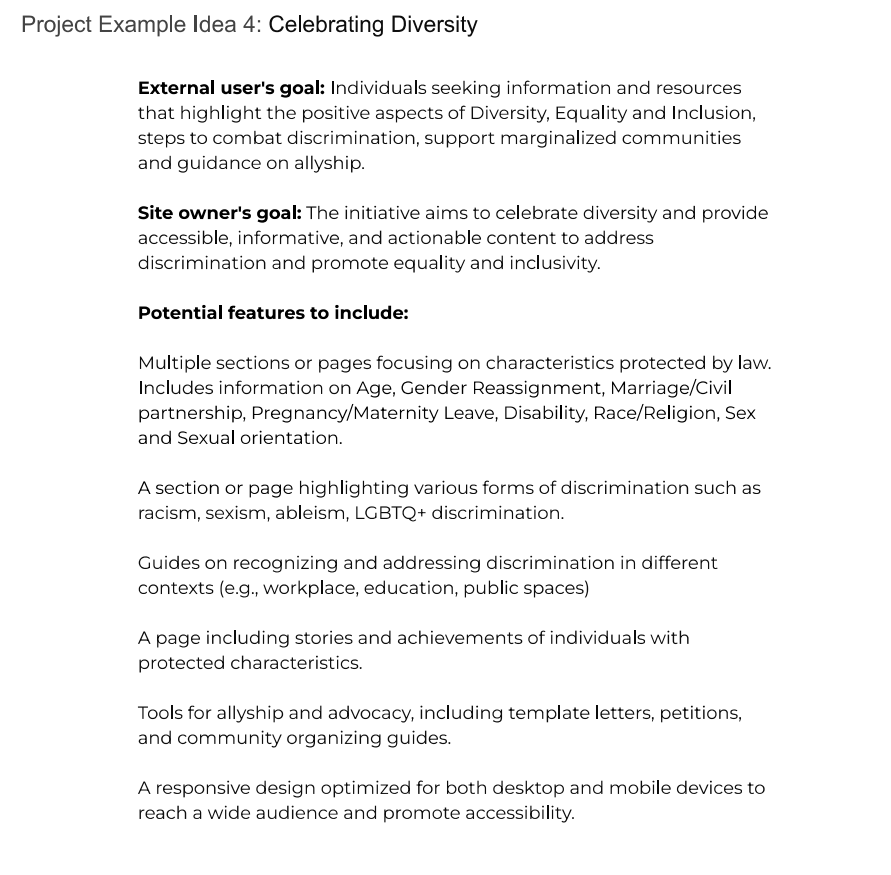 Project Example Idea 4: Celebrating Diversity
External user's goal: Individuals seeking information and resources
that highlight the positive aspects of Diversity, Equality and Inclusion,
steps to combat discrimination, support marginalized communities
and guidance on allyship.
Site owner's goal: The initiative aims to celebrate diversity and provide
accessible, informative, and actionable content to address
discrimination and promote equality and inclusivity.
Potential features to include:
Multiple sections or pages focusing on characteristics protected by law.
Includes information on Age, Gender Reassignment, Marriage/Civil
partnership, Pregnancy/Maternity Leave, Disability, Race/Religion, Sex
and Sexual orientation.
A section or page highlighting various forms of discrimination such as
racism, sexism, ableism, LGBTQ+ discrimination.
Guides on recognizing and addressing discrimination in different
contexts (e.g., workplace, education, public spaces)
A page including stories and achievements of individuals with
protected characteristics.
Tools for allyship and advocacy, including template letters, petitions,
and community organizing guides.
A responsive design optimized for both desktop and mobile devices to
reach a wide audience and promote accessibility.